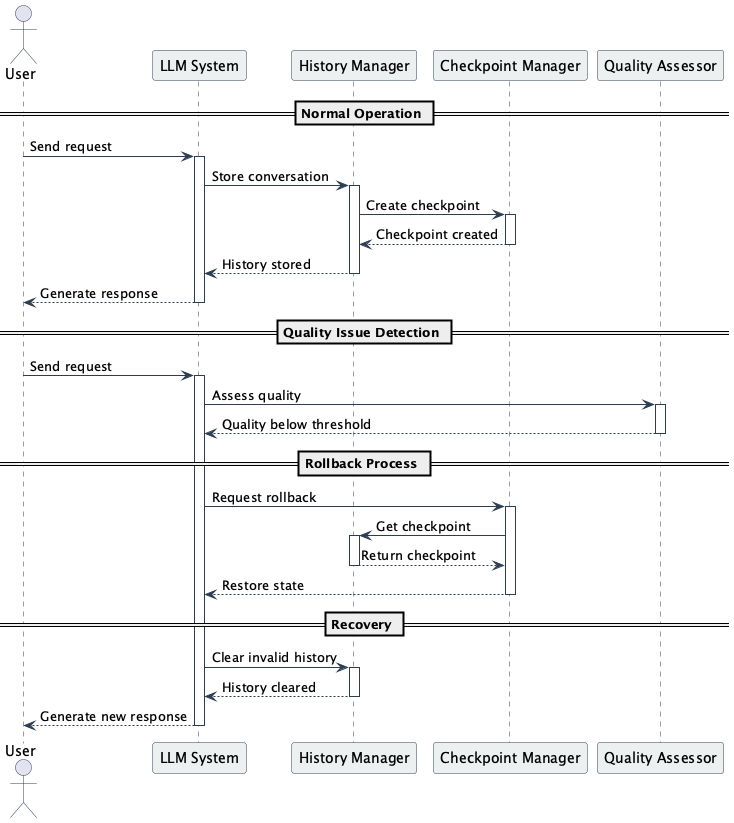 User
LLM System
History Manager
Checkpoint Manager
Quality Assessor
Normal Operation
Send request
Store conversation
Create checkpoint
Checkpoint created
History stored
Generate response
Quality Issue Detection
Send request
Assess quality
Quality below threshold
Rollback Process
Request rollback
Get checkpoint
Return checkpoint
Restore state
Recovery
Clear invalid history
History cleared
Generate new response
User
LLM System
History Manager
Checkpoint Manager
Quality Assessor